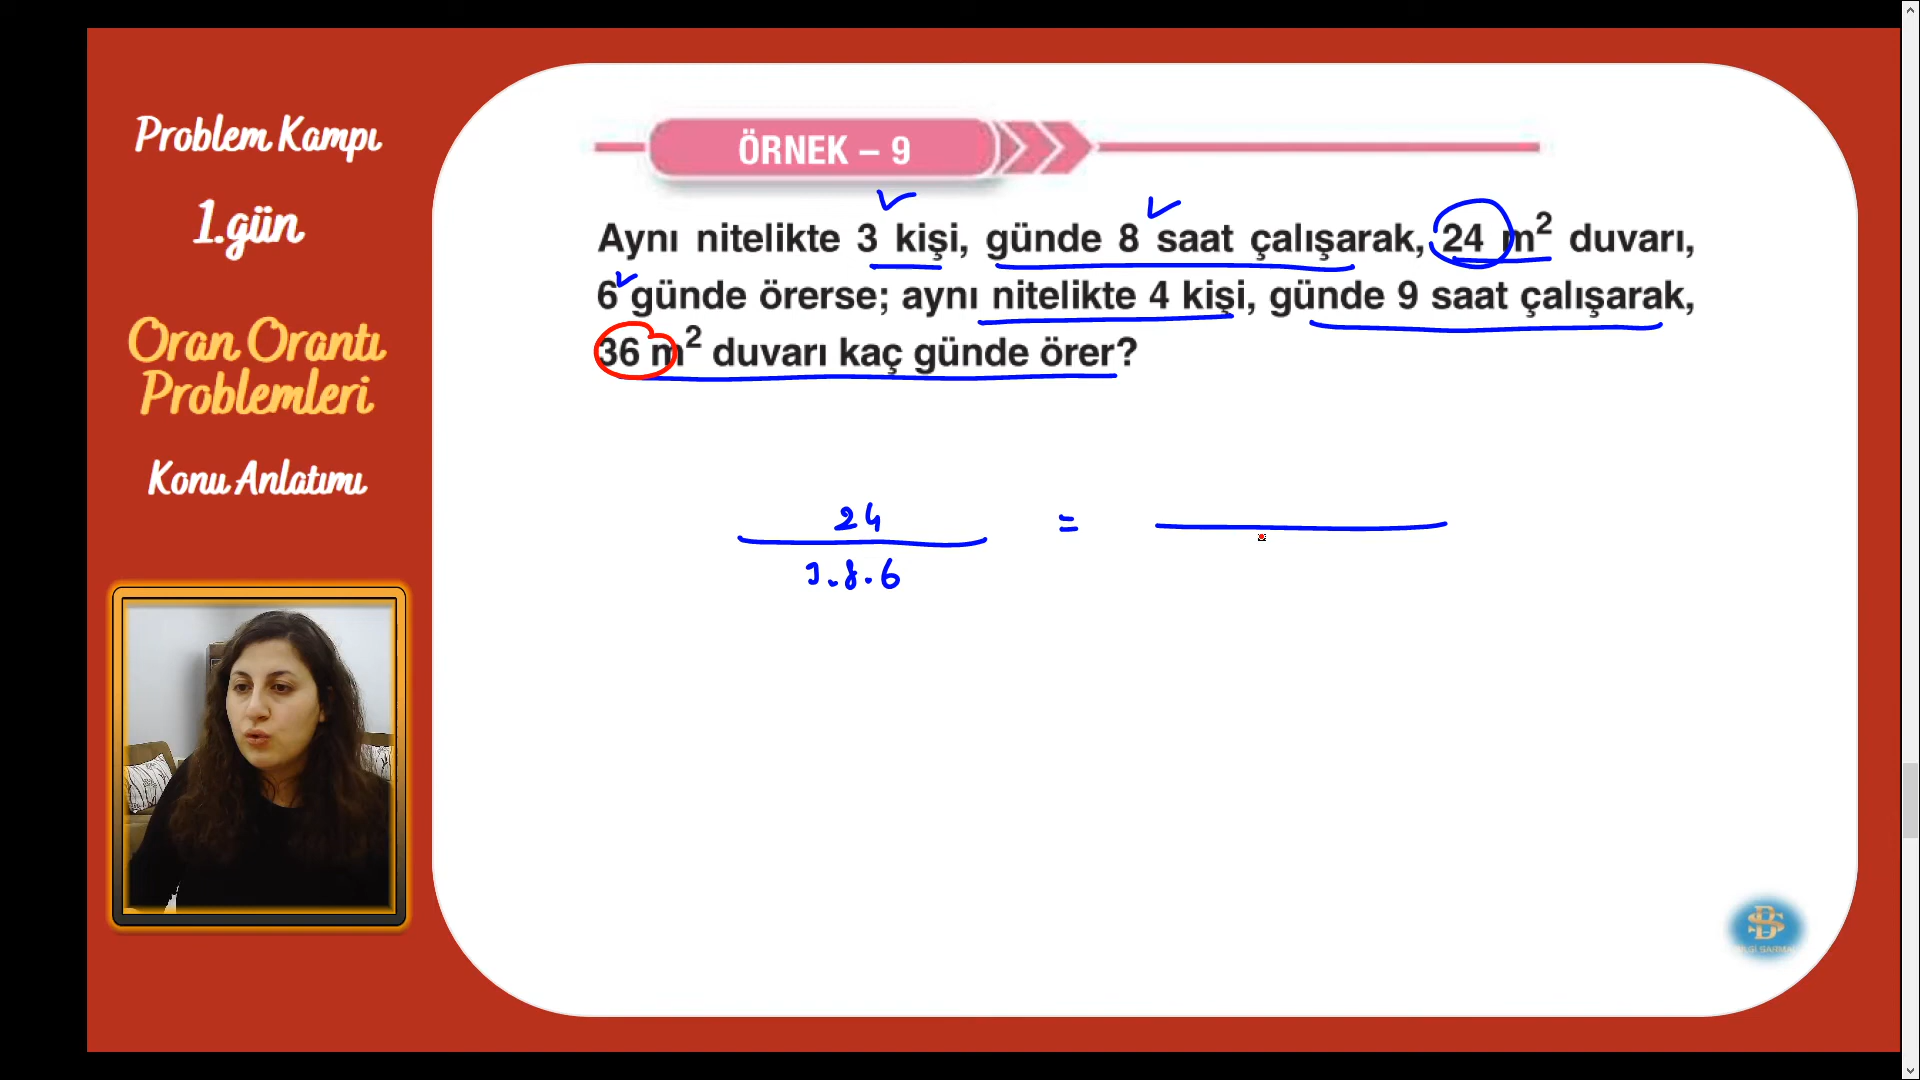 Problem Kampı
1.gün
Oran Orantı
Problemleri
Konu Anlatımı
ÖRNEK – 9
Aynı nitelikte 3 kişi, günde 8 saat çalışarak, 24 m² duvarı,
6 günde örerse; aynı nitelikte 4 kişi, günde 9 saat çalışarak,
36 m² duvarı kaç günde örer?
24 =
3.8.6